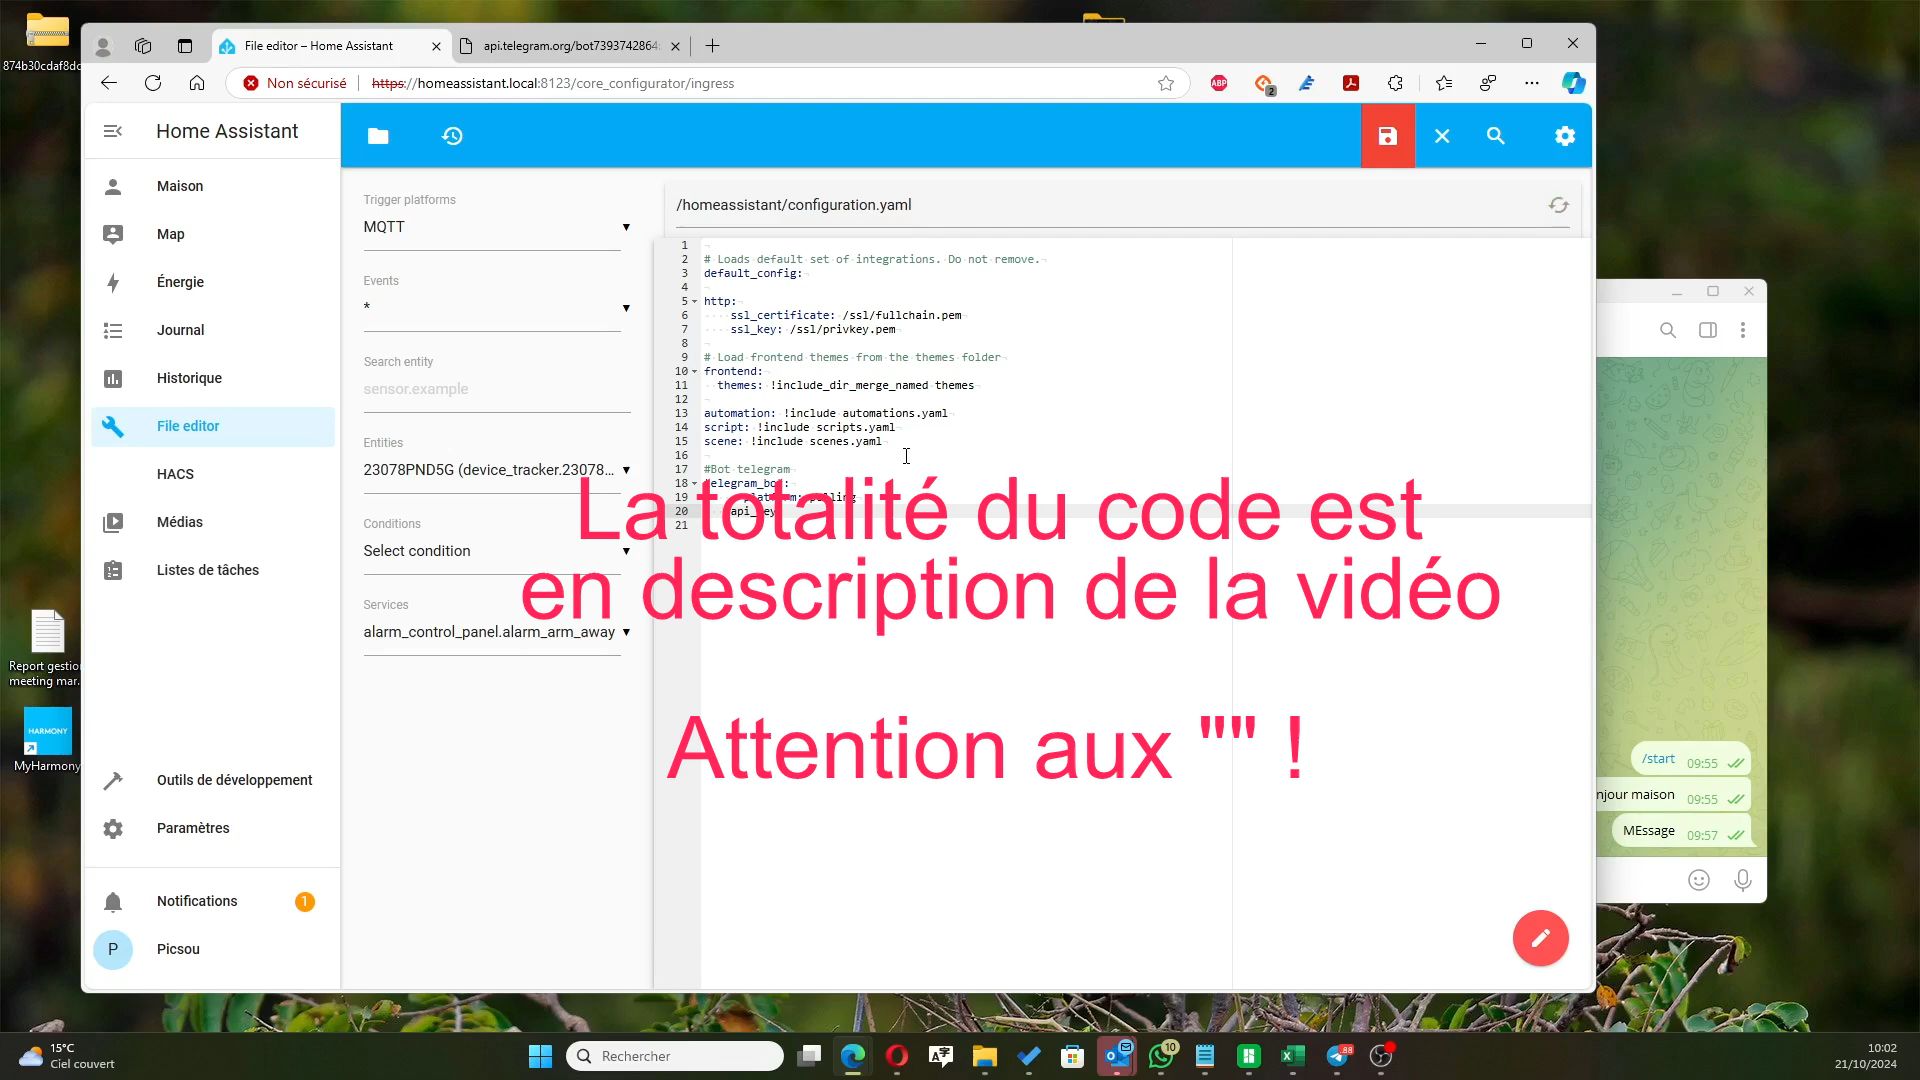 874b30cdaf8dc
File editor – Home Assistant
api.telegram.org/bot7393742864:
Non sécurisé
https://homeassistant.local:8123/core_configurator/ingress
ABP
2
Home Assistant
Maison
Map
Énergie
Journal
Historique
File editor
HACS
Médias
Listes de tâches
Outils de développement
Paramètres
Notifications
1
P
Picsou
Trigger platforms
MQTT
Events
*
Search entity
sensor.example
Entities
23078PND5G (device_tracker.23078...
Conditions
Select condition
Services
alarm_control_panel.alarm_arm_away
/homeassistant/configuration.yaml
1
2 # Loads default set of integrations. Do not remove.
3 default_config:
4
5 http:
6 ssl_certificate: /ssl/fullchain.pem
7 ssl_key: /ssl/privkey.pem
8
9 # Load frontend themes from the themes folder
10 frontend:
11 themes: !include_dir_merge_named themes
12
13 automation: !include automations.yaml
14 script: !include scripts.yaml
15 scene: !include scenes.yaml
16
17 #Bot telegram
18 telegram_bot:
19 platform: polling
20 api_key
21
La totalité du code est
en description de la vidéo
Attention aux "" !
/start 09:55
njour maison 09:55
MEssage 09:57
Report gestio
meeting mar...
HARMONY
MyHarmony
15°C
Ciel couvert
Rechercher
10
88
10:02
21/10/2024